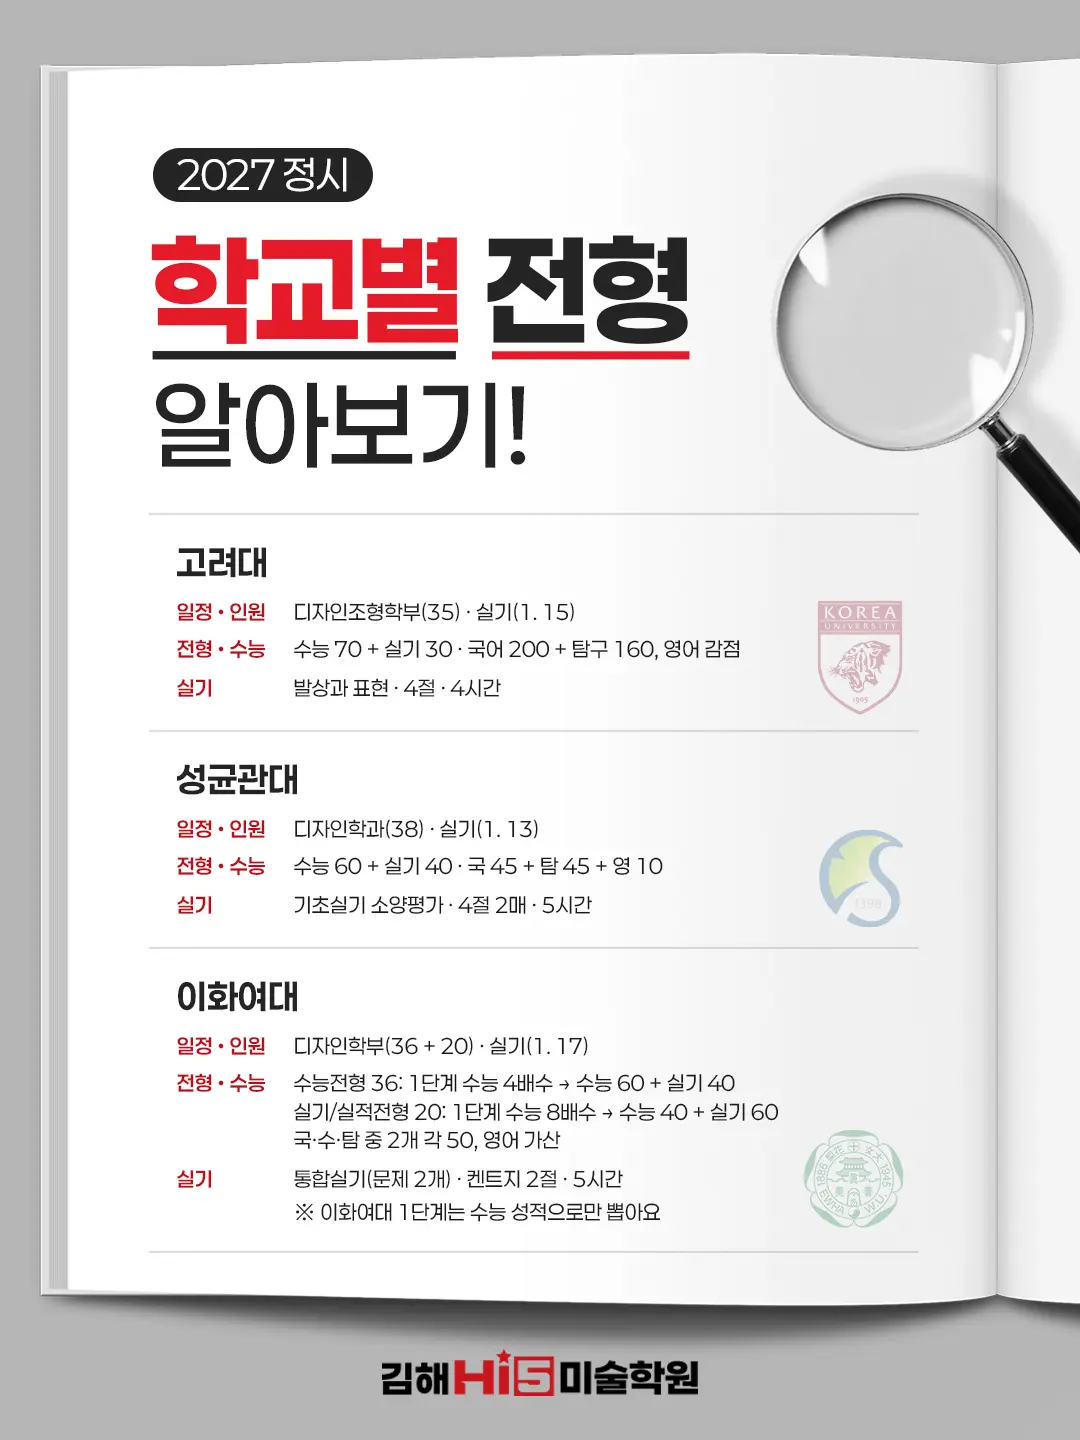 2027 정시
학교별 전형
알아보기!
고려대
일정 • 인원 디자인조형학부(35) · 실기(1. 15)
전형 • 수능 수능 70 + 실기 30 · 국어 200 + 탐구 160, 영어 감점
실기 발상과 표현 · 4절 · 4시간
KOREA
UNIVERSITY
1905
성균관대
일정 • 인원 디자인학과(38) · 실기(1. 13)
전형 • 수능 수능 60 + 실기 40 · 국 45 + 탐 45 + 영 10
실기 기초실기 소양평가 · 4절 2매 · 5시간
1398
이화여대
일정 • 인원 디자인학부(36 + 20) · 실기(1. 17)
전형 • 수능 수능전형 36: 1단계 수능 4배수 → 수능 60 + 실기 40
실기/실적전형 20: 1단계 수능 8배수 → 수능 40 + 실기 60
국·수·탐 중 2개 각 50, 영어 가산
실기 통합실기(문제 2개) · 켄트지 2절 · 5시간
※ 이화여대 1단계는 수능 성적으로만 뽑아요
1886 梨花 女大 1945
EWHA W.U.
김해 Hi5 미술학원